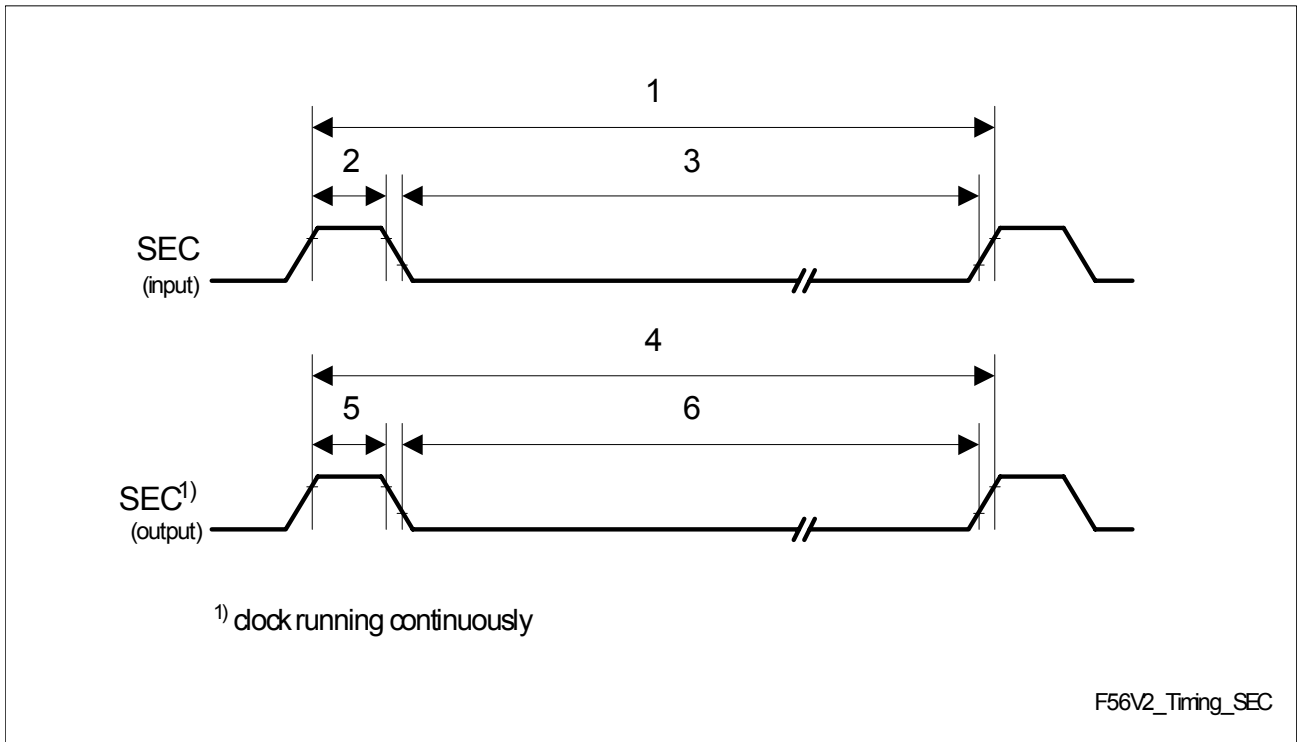 1
2 3
SEC
(input)
4
5 6
SEC1)
(output)
1) clock running continuously
F56V2_Timing_SEC